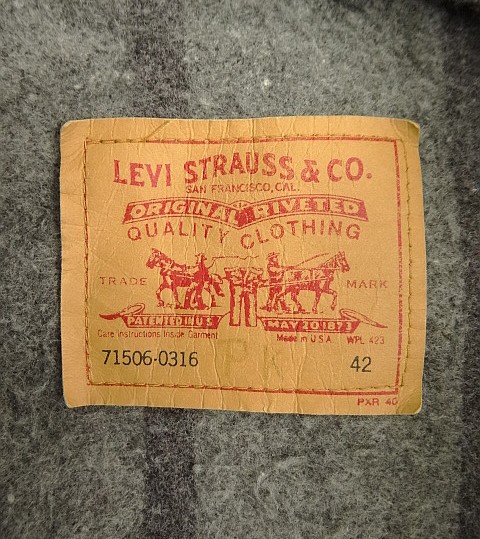 LEVI STRAUSS & CO.
SAN FRANCISCO, CAL.
ORIGINAL RIVETED
QUALITY CLOTHING
TRADE MARK
PATENTED IN U.S. MAY 20 1873
Care Instructions Inside Garment Made in U.S.A. WPL 423
71506-0316 42
PXR 40